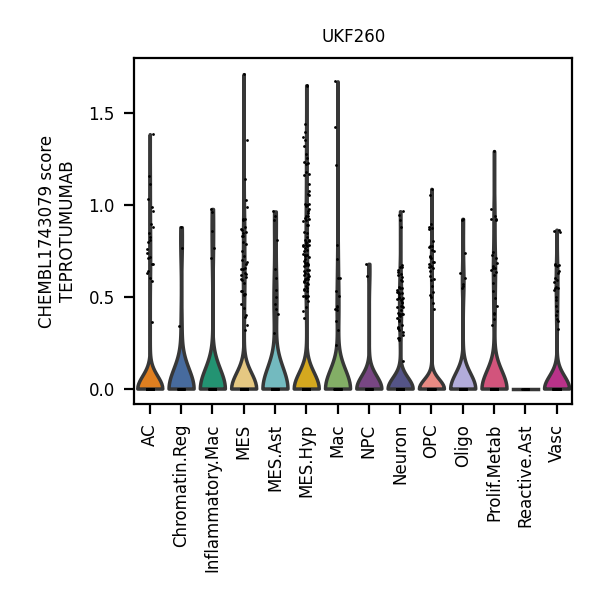 UKF260
CHEMBL1743079 score
TEPROTUMUMAB
1.5
1.0
0.5
0.0
AC
Chromatin.Reg
Inflammatory.Mac
MES
MES.Ast
MES.Hyp
Mac
NPC
Neuron
OPC
Oligo
Prolif.Metab
Reactive.Ast
Vasc